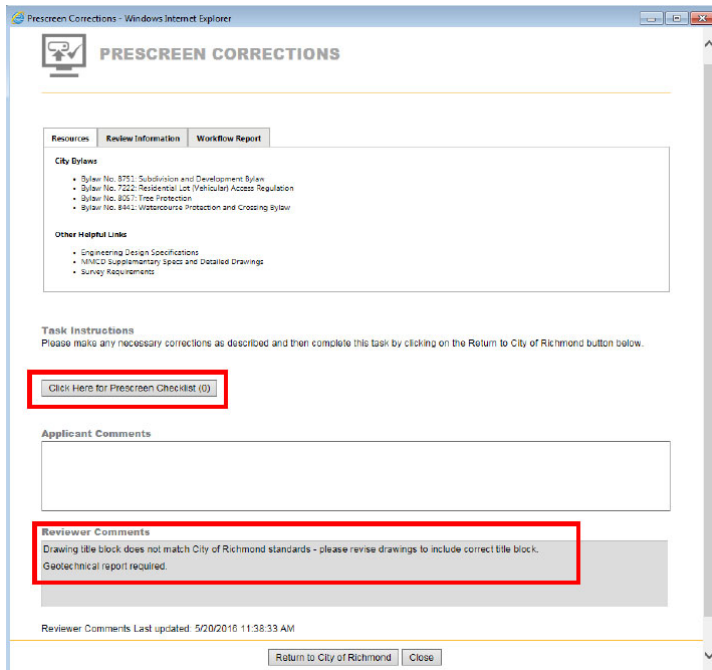 Prescreen Corrections - Windows Internet Explorer
PRESCREEN CORRECTIONS
Resources Review Information Workflow Report
City Bylaws
• Bylaw No. 8751: Subdivision and Development Bylaw
• Bylaw No. 7222: Residential Lot (Vehicular) Access Regulation
• Bylaw No. 8057: Tree Protection
• Bylaw No. 8441: Watercourse Protection and Crossing Bylaw
Other Helpful Links
• Engineering Design Specifications
• MMCD Supplementary Specs and Detailed Drawings
• Survey Requirements
Task Instructions
Please make any necessary corrections as described and then complete this task by clicking on the Return to City of Richmond button below.
Click Here for Prescreen Checklist (0)
Applicant Comments
Reviewer Comments
Drawing title block does not match City of Richmond standards - please revise drawings to include correct title block.
Geotechnical report required.
Reviewer Comments Last updated: 5/20/2016 11:38:33 AM
Return to City of Richmond Close